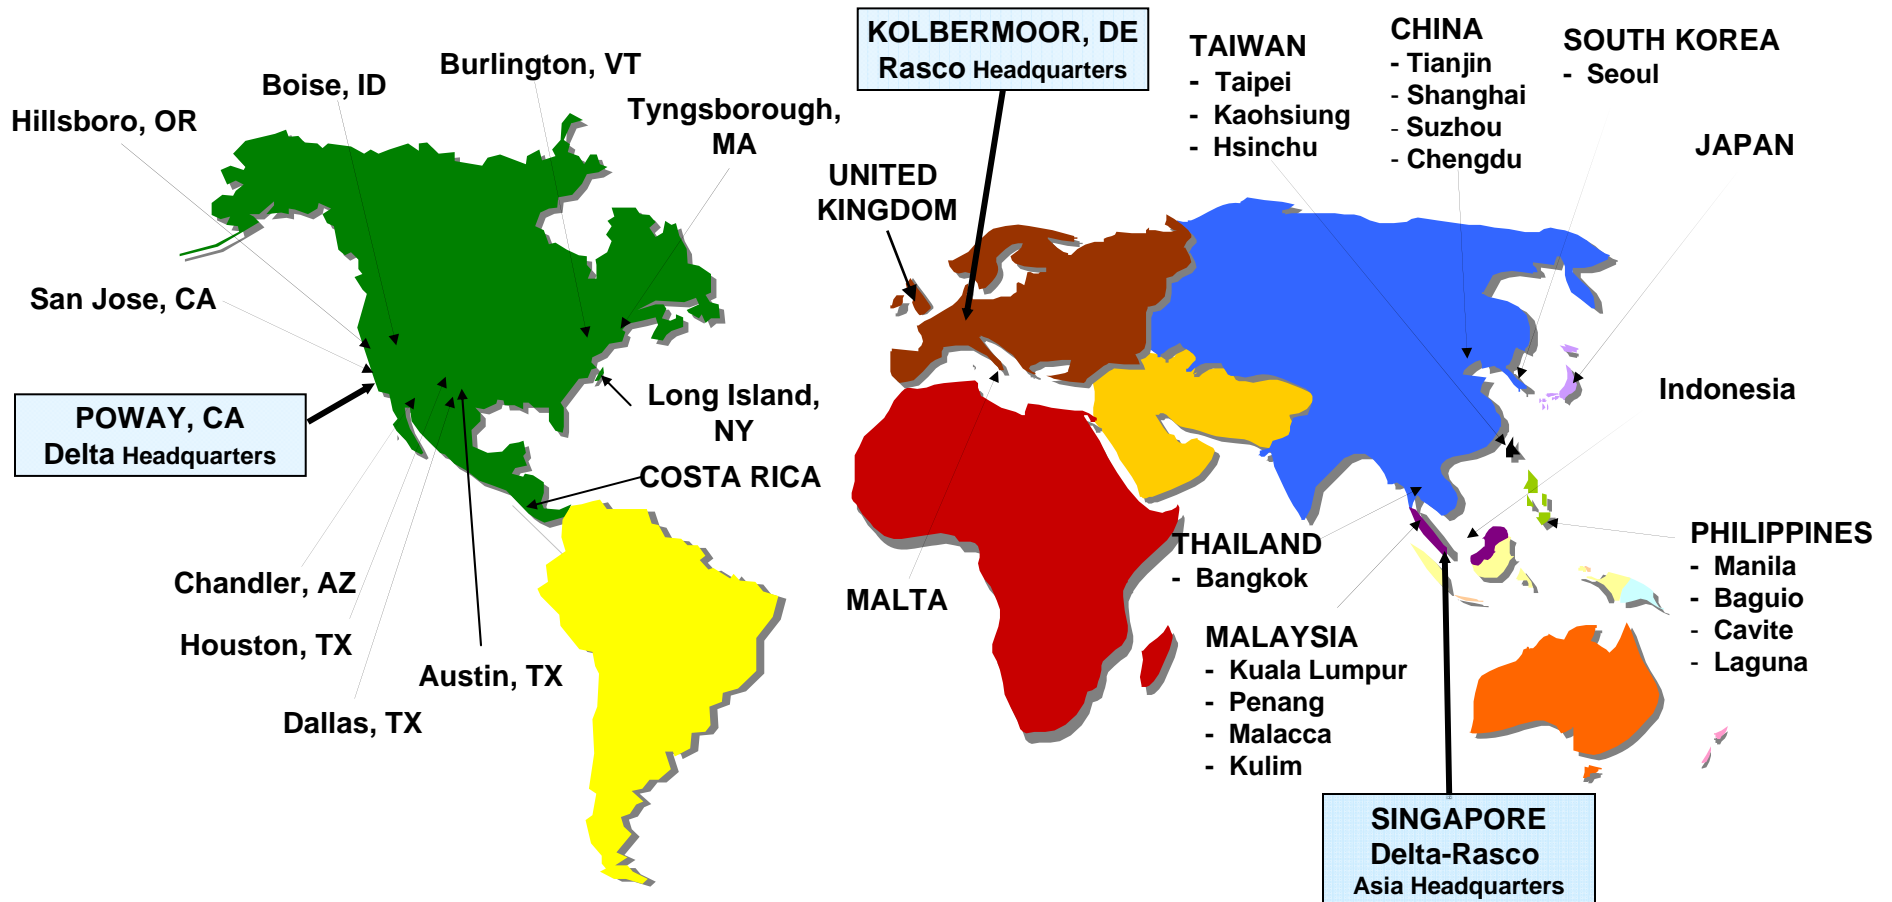 KOLBERMOOR, DE
Rasco Headquarters
TAIWAN
- Taipei
- Kaohsiung
- Hsinchu
CHINA
- Tianjin
- Shanghai
- Suzhou
- Chengdu
SOUTH KOREA
- Seoul
JAPAN
Burlington, VT
Boise, ID
Hillsboro, OR
Tyngsborough,
MA
UNITED
KINGDOM
San Jose, CA
POWAY, CA
Delta Headquarters
Long Island,
NY
COSTA RICA
Indonesia
Chandler, AZ
Houston, TX
Austin, TX
Dallas, TX
MALTA
THAILAND
- Bangkok
MALAYSIA
- Kuala Lumpur
- Penang
- Malacca
- Kulim
PHILIPPINES
- Manila
- Baguio
- Cavite
- Laguna
SINGAPORE
Delta-Rasco
Asia Headquarters